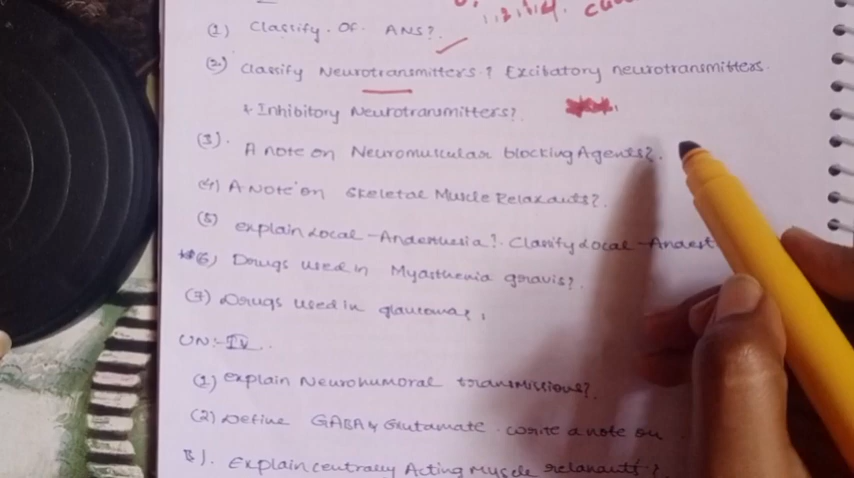 (1) Classify. Of. ANS?
(2) Classify Neurotransmitters? Excitatory neurotransmitters.
& Inhibitory Neurotransmitters?
(3). A note on Neuromuscular blocking Agents?.
(4) A Note on Skeletal Muscle Relaxants?.
(5) explain Local - Anaesthesia?. Classify Local - Anaest
(6) Drugs used in Myasthenia gravis?.
(7) Drugs used in glaucoma.
UN:- IV.
(1) explain Neurohumoral transmissions?.
(2) Define GABA & Glutamate. write a note on
3). Explain centrally Acting Muscle relaxants?